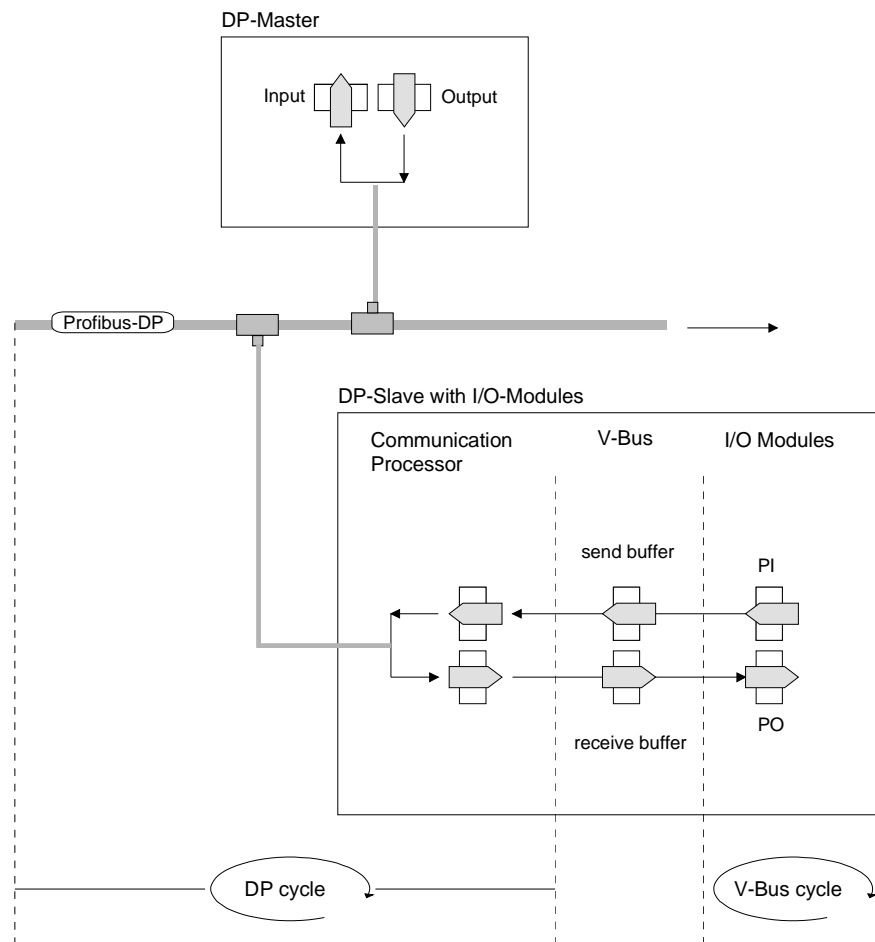 DP-Master
Input
Output
Profibus-DP
DP-Slave with I/O-Modules
Communication
Processor
V-Bus
I/O Modules
send buffer
PI
receive buffer
PO
DP cycle
V-Bus cycle